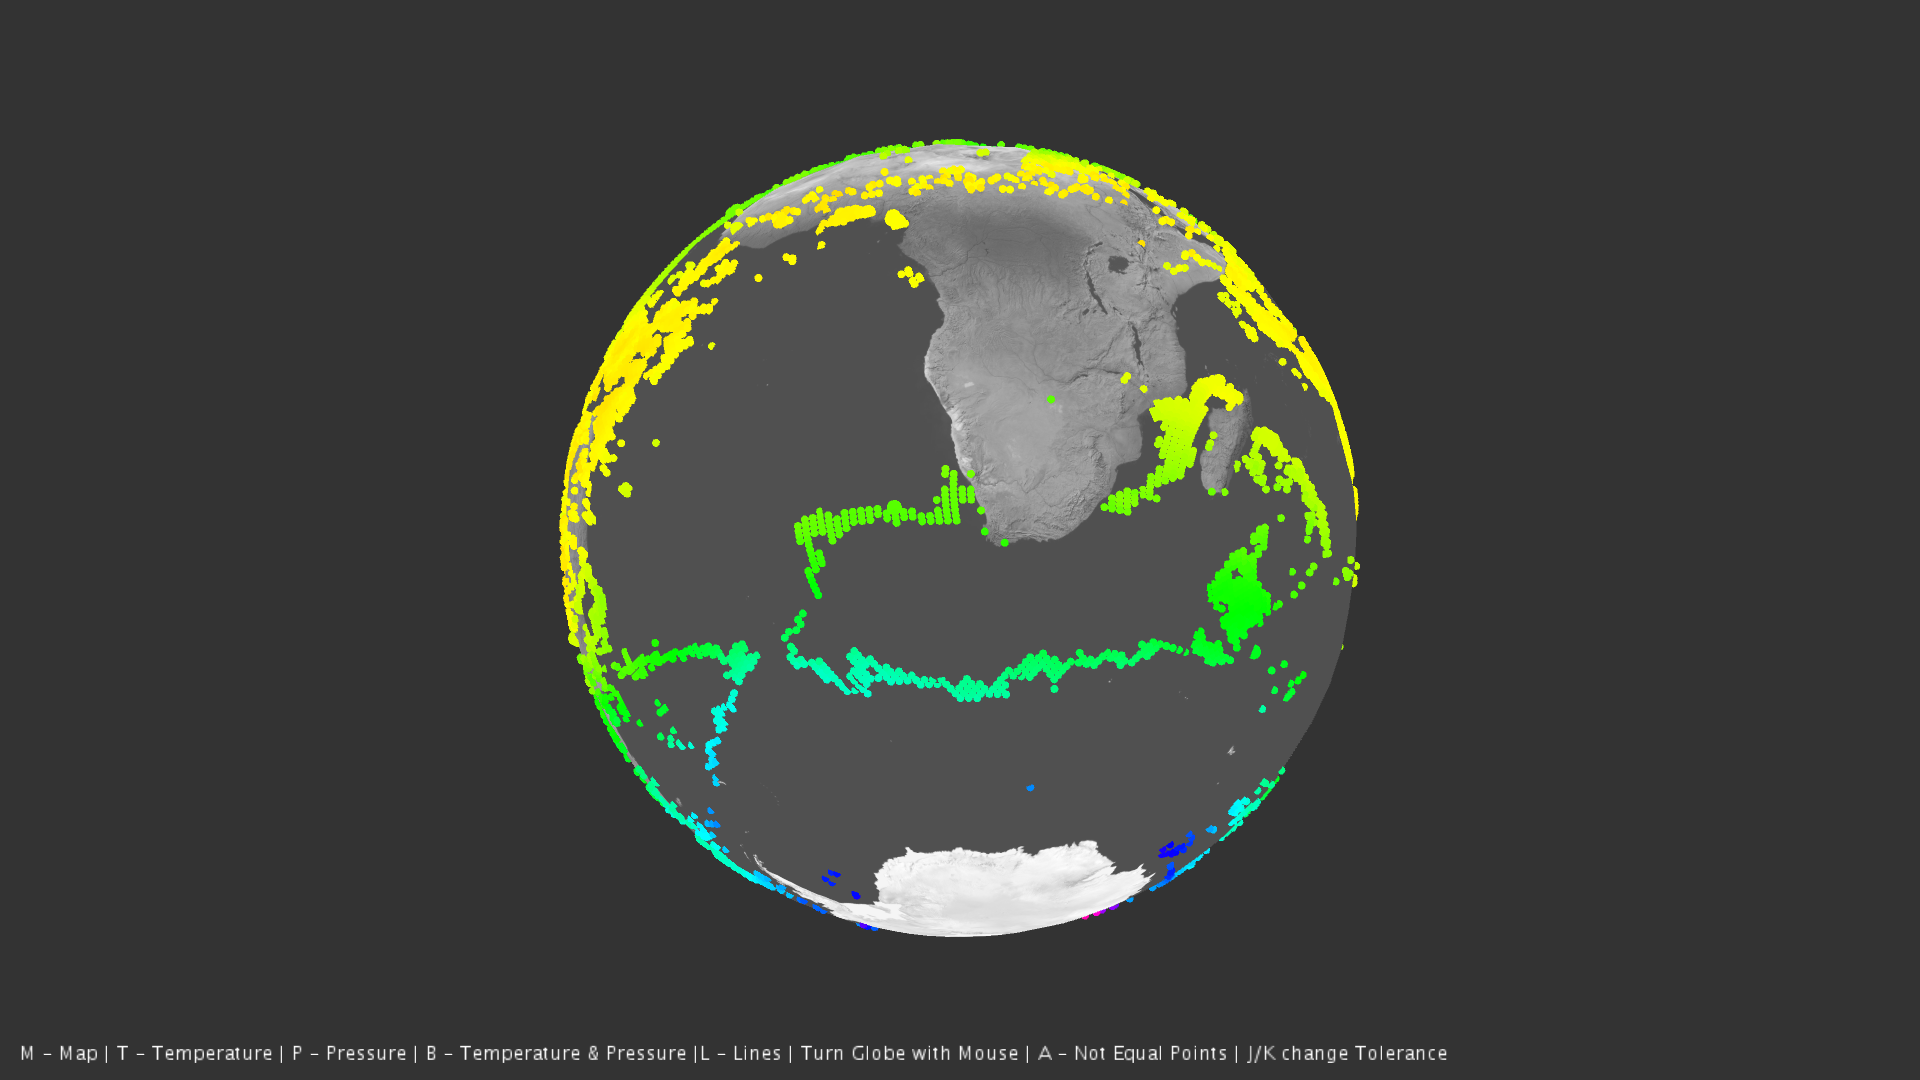 M – Map | T – Temperature | P – Pressure | B – Temperature & Pressure |L – Lines | Turn Globe with Mouse | A – Not Equal Points | J/K change Tolerance